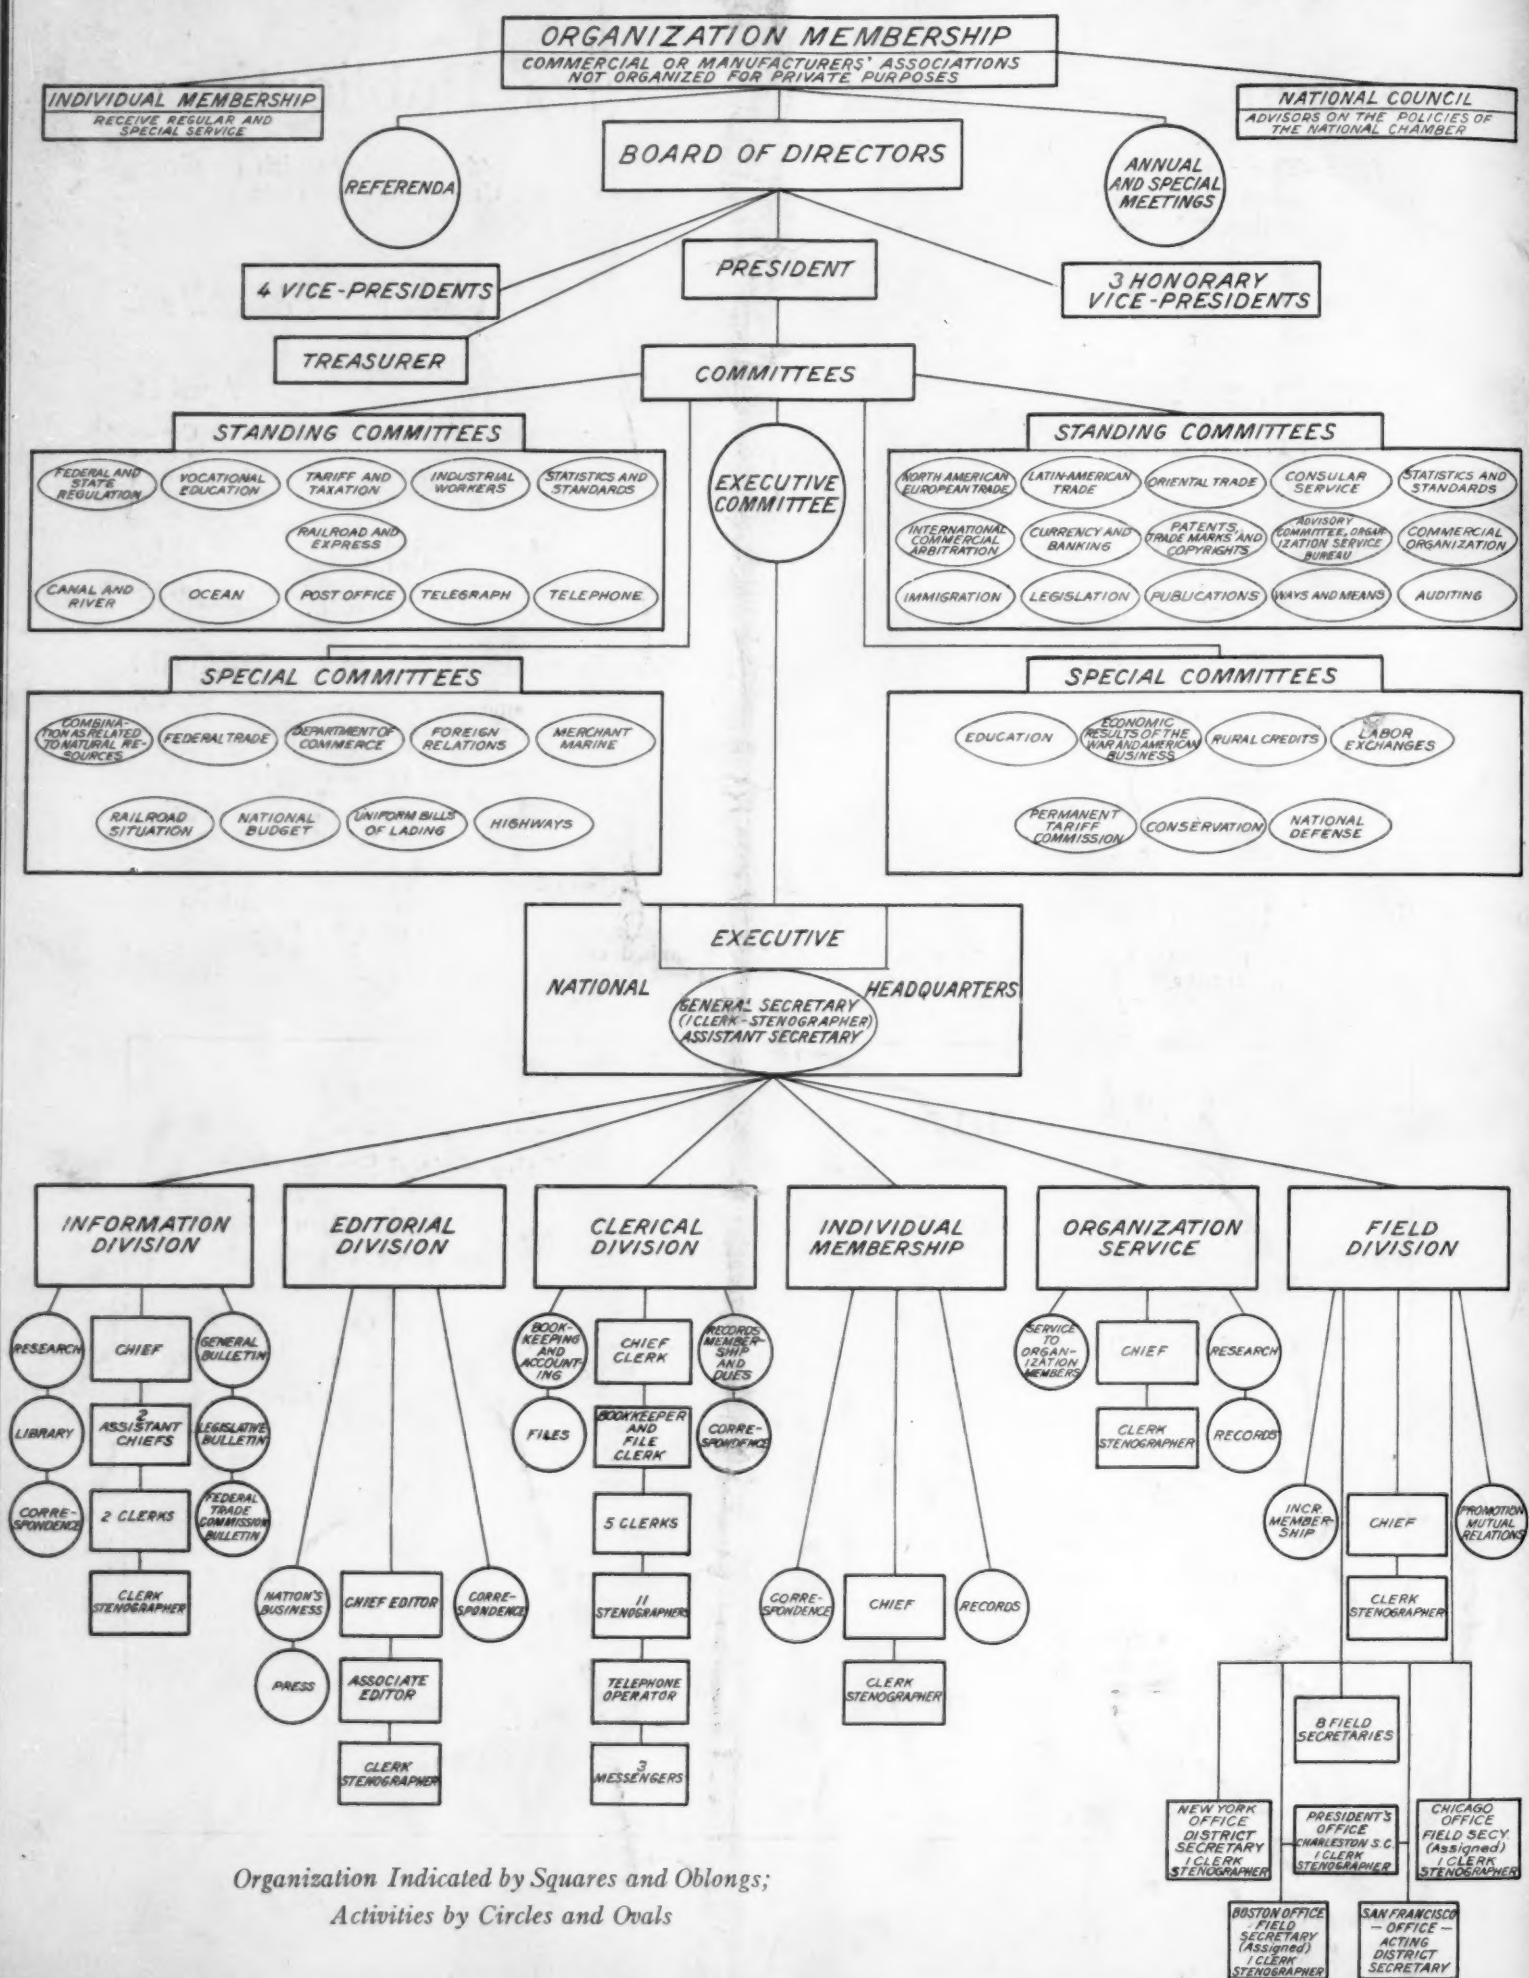 ORGANIZATION MEMBERSHIP
COMMERCIAL OR MANUFACTURERS' ASSOCIATIONS
NOT ORGANIZED FOR PRIVATE PURPOSES
INDIVIDUAL MEMBERSHIP
RECEIVE REGULAR AND
SPECIAL SERVICE
NATIONAL COUNCIL
ADVISORS ON THE POLICIES OF
THE NATIONAL CHAMBER
REFERENDA
BOARD OF DIRECTORS
ANNUAL
AND SPECIAL
MEETINGS
4 VICE-PRESIDENTS
PRESIDENT
3 HONORARY
VICE-PRESIDENTS
TREASURER
COMMITTEES
STANDING COMMITTEES
FEDERAL AND
STATE
REGULATION
VOCATIONAL
EDUCATION
TARIFF AND
TAXATION
INDUSTRIAL
WORKERS
STATISTICS AND
STANDARDS
RAILROAD AND
EXPRESS
CANAL AND
RIVER
OCEAN
POST OFFICE
TELEGRAPH
TELEPHONE
EXECUTIVE
COMMITTEE
STANDING COMMITTEES
NORTH AMERICAN
EUROPEAN TRADE
LATIN-AMERICAN
TRADE
ORIENTAL TRADE
CONSULAR
SERVICE
STATISTICS AND
STANDARDS
INTERNATIONAL
COMMERCIAL
ARBITRATION
CURRENCY AND
BANKING
PATENTS,
TRADE MARKS AND
COPYRIGHTS
ADVISORY
COMMITTEE, ORGAN-
IZATION SERVICE
BUREAU
COMMERCIAL
ORGANIZATION
IMMIGRATION
LEGISLATION
PUBLICATIONS
WAYS AND MEANS
AUDITING
SPECIAL COMMITTEES
COMBINA-
TION AS RELATED
TO NATURAL RE-
SOURCES
FEDERAL TRADE
DEPARTMENT OF
COMMERCE
FOREIGN
RELATIONS
MERCHANT
MARINE
RAILROAD
SITUATION
NATIONAL
BUDGET
UNIFORM BILLS
OF LADING
HIGHWAYS
SPECIAL COMMITTEES
EDUCATION
ECONOMIC
RESULTS OF THE
WAR AND AMERICAN
BUSINESS
RURAL CREDITS
LABOR
EXCHANGES
PERMANENT
TARIFF
COMMISSION
CONSERVATION
NATIONAL
DEFENSE
EXECUTIVE
NATIONAL
HEADQUARTERS
GENERAL SECRETARY
(1 CLERK-STENOGRAPHER)
ASSISTANT SECRETARY
INFORMATION
DIVISION
RESEARCH
CHIEF
GENERAL
BULLETIN
LIBRARY
2
ASSISTANT
CHIEFS
LEGISLATIVE
BULLETIN
CORRE-
SPONDENCE
2 CLERKS
FEDERAL
TRADE
COMMISSION
BULLETIN
CLERK
STENOGRAPHER
EDITORIAL
DIVISION
NATION'S
BUSINESS
CHIEF EDITOR
CORRE-
SPONDENCE
PRESS
ASSOCIATE
EDITOR
CLERK
STENOGRAPHER
CLERICAL
DIVISION
BOOK-
KEEPING
AND
ACCOUNT-
ING
CHIEF
CLERK
RECORDS
MEMBER-
SHIP
AND
DUES
FILES
BOOKKEEPER
AND
FILE
CLERK
CORRE-
SPONDENCE
5 CLERKS
11
STENOGRAPHERS
TELEPHONE
OPERATOR
3
MESSENGERS
INDIVIDUAL
MEMBERSHIP
CORRE-
SPONDENCE
CHIEF
RECORDS
CLERK
STENOGRAPHER
ORGANIZATION
SERVICE
SERVICE
TO
ORGAN-
IZATION
MEMBERS
CHIEF
RESEARCH
CLERK
STENOGRAPHER
RECORDS
FIELD
DIVISION
INCR.
MEMBER-
SHIP
CHIEF
PROMOTION
MUTUAL
RELATIONS
CLERK
STENOGRAPHER
8 FIELD
SECRETARIES
NEW YORK
OFFICE
DISTRICT
SECRETARY
1 CLERK
STENOGRAPHER
PRESIDENT'S
OFFICE
CHARLESTON S.C.
1 CLERK
STENOGRAPHER
CHICAGO
OFFICE
FIELD SECY.
(Assigned)
1 CLERK
STENOGRAPHER
BOSTON OFFICE
FIELD
SECRETARY
(Assigned)
1 CLERK
STENOGRAPHER
SAN FRANCISCO
— OFFICE —
ACTING
DISTRICT
SECRETARY
Organization Indicated by Squares and Oblongs;
Activities by Circles and Ovals